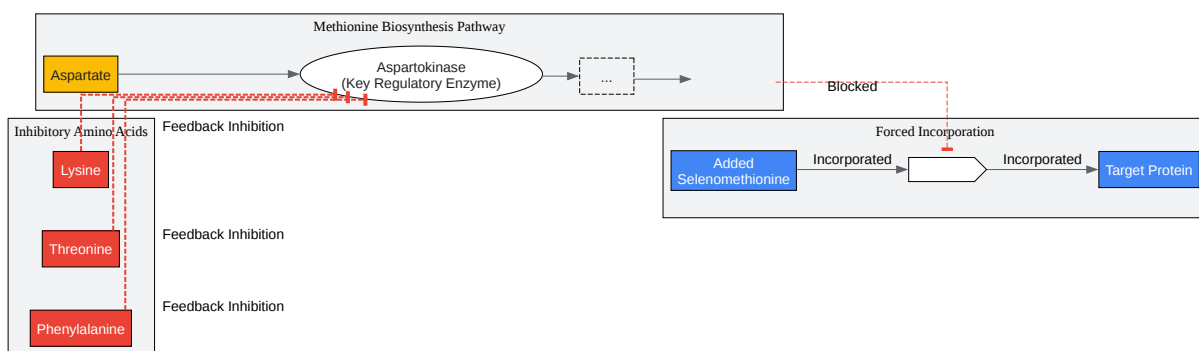 Methionine Biosynthesis Pathway
Aspartate
Aspartokinase
(Key Regulatory Enzyme)
...
Blocked
Inhibitory Amino Acids
Feedback Inhibition
Lysine
Threonine
Feedback Inhibition
Phenylalanine
Feedback Inhibition
Forced Incorporation
Added
Selenomethionine
Incorporated
Incorporated
Target Protein